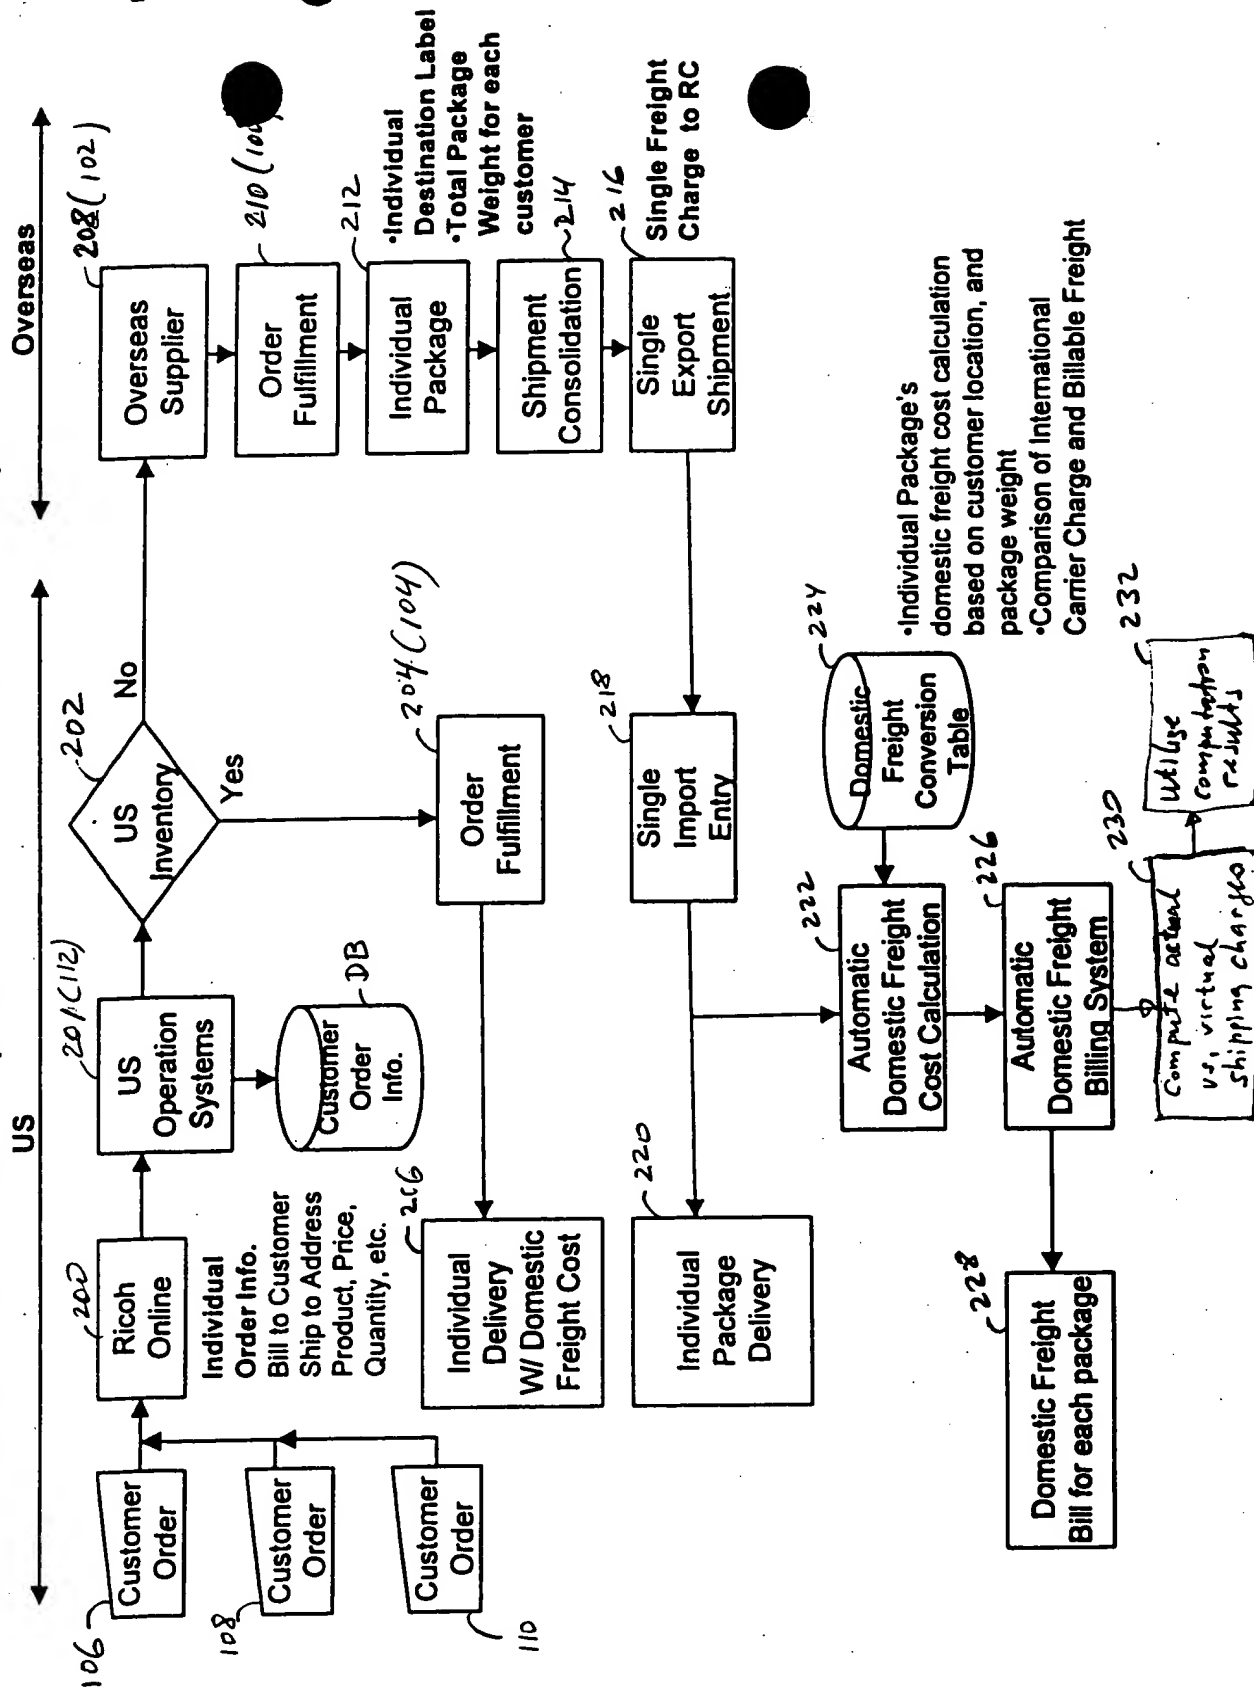 US
Overseas
106
Customer
Order
108
Customer
Order
110
Customer
Order
200
Ricoh
Online
Individual
Order Info.
Bill to Customer
Ship to Address
Product, Price,
Quantity, etc.
201(112)
US
Operation
Systems
DB
Customer
Order
Info.
202
US
Inventory
No
Yes
204(104)
Order
Fulfillment
206
Individual
Delivery
W/ Domestic
Freight Cost
208(102)
Overseas
Supplier
210(104
Order
Fulfillment
212
Individual
Package
•Individual
Destination Label
•Total Package
Weight for each
customer
214
Shipment
Consolidation
216
Single
Export
Shipment
Single Freight
Charge to RC
218
Single
Import
Entry
220
Individual
Package
Delivery
222
Automatic
Domestic Freight
Cost Calculation
224
Domestic
Freight
Conversion
Table
•Individual Package's
domestic freight cost calculation
based on customer location, and
package weight
•Comparison of International
Carrier Charge and Billable Freight
226
Automatic
Domestic Freight
Billing System
228
Domestic Freight
Bill for each package
230
Compute actual
vs. virtual
shipping charges
232
Utilize
computation
results